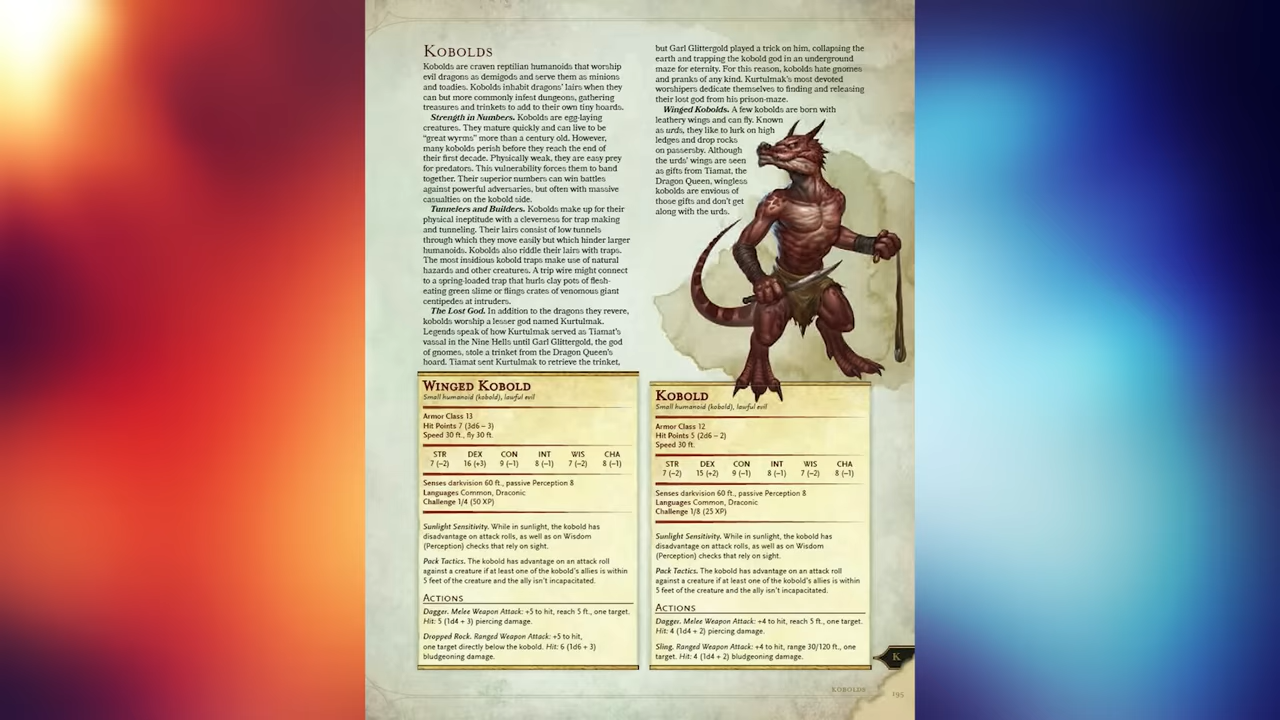 KOBOLDS
Kobolds are craven reptilian humanoids that worship
evil dragons as demigods and serve them as minions
and toadies. Kobolds inhabit dragons' lairs when they
can but more commonly infest dungeons, gathering
treasures and trinkets to add to their own tiny hoards.
Strength in Numbers. Kobolds are egg-laying
creatures. They mature quickly and can live to be
"great wyrms" more than a century old. However,
many kobolds perish before they reach the end of
their first decade. Physically weak, they are easy prey
for predators. This vulnerability forces them to band
together. Their superior numbers can win battles
against powerful adversaries, but often with massive
casualties on the kobold side.
Tunnelers and Builders. Kobolds make up for their
physical ineptitude with a cleverness for trap making
and tunneling. Their lairs consist of low tunnels
through which they move easily but which hinder larger
humanoids. Kobolds also riddle their lairs with traps.
The most insidious kobold traps make use of natural
hazards and other creatures. A trip wire might connect
to a spring-loaded trap that hurls clay pots of flesh-
eating green slime or flings crates of venomous giant
centipedes at intruders.
The Lost God. In addition to the dragons they revere,
kobolds worship a lesser god named Kurtulmak.
Legends speak of how Kurtulmak served as Tiamat's
vassal in the Nine Hells until Garl Glittergold, the god
of gnomes, stole a trinket from the Dragon Queen's
hoard. Tiamat sent Kurtulmak to retrieve the trinket,
but Garl Glittergold played a trick on him, collapsing the
earth and trapping the kobold god in an underground
maze for eternity. For this reason, kobolds hate gnomes
and pranks of any kind. Kurtulmak's most devoted
worshipers dedicate themselves to finding and releasing
their lost god from his prison-maze.
Winged Kobolds. A few kobolds are born with
leathery wings and can fly. Known
as urds, they like to lurk on high
ledges and drop rocks
on passersby. Although
the urds' wings are seen
as gifts from Tiamat, the
Dragon Queen, wingless
kobolds are envious of
those gifts and don't get
along with the urds.
WINGED KOBOLD
Small humanoid (kobold), lawful evil
Armor Class 13
Hit Points 7 (3d6 – 3)
Speed 30 ft., fly 30 ft.
STR DEX CON INT WIS CHA
7 (–2) 16 (+3) 9 (–1) 8 (–1) 7 (–2) 8 (–1)
Senses darkvision 60 ft., passive Perception 8
Languages Common, Draconic
Challenge 1/4 (50 XP)
Sunlight Sensitivity. While in sunlight, the kobold has
disadvantage on attack rolls, as well as on Wisdom
(Perception) checks that rely on sight.
Pack Tactics. The kobold has advantage on an attack roll
against a creature if at least one of the kobold's allies is within
5 feet of the creature and the ally isn't incapacitated.
ACTIONS
Dagger. Melee Weapon Attack: +5 to hit, reach 5 ft., one target.
Hit: 5 (1d4 + 3) piercing damage.
Dropped Rock. Ranged Weapon Attack: +5 to hit,
one target directly below the kobold. Hit: 6 (1d6 + 3)
bludgeoning damage.
KOBOLD
Small humanoid (kobold), lawful evil
Armor Class 12
Hit Points 5 (2d6 – 2)
Speed 30 ft.
STR DEX CON INT WIS CHA
7 (–2) 15 (+2) 9 (–1) 8 (–1) 7 (–2) 8 (–1)
Senses darkvision 60 ft., passive Perception 8
Languages Common, Draconic
Challenge 1/8 (25 XP)
Sunlight Sensitivity. While in sunlight, the kobold has
disadvantage on attack rolls, as well as on Wisdom
(Perception) checks that rely on sight.
Pack Tactics. The kobold has advantage on an attack roll
against a creature if at least one of the kobold's allies is within
5 feet of the creature and the ally isn't incapacitated.
ACTIONS
Dagger. Melee Weapon Attack: +4 to hit, reach 5 ft., one target.
Hit: 4 (1d4 + 2) piercing damage.
Sling. Ranged Weapon Attack: +4 to hit, range 30/120 ft., one
target. Hit: 4 (1d4 + 2) bludgeoning damage.
K
KOBOLDS
195